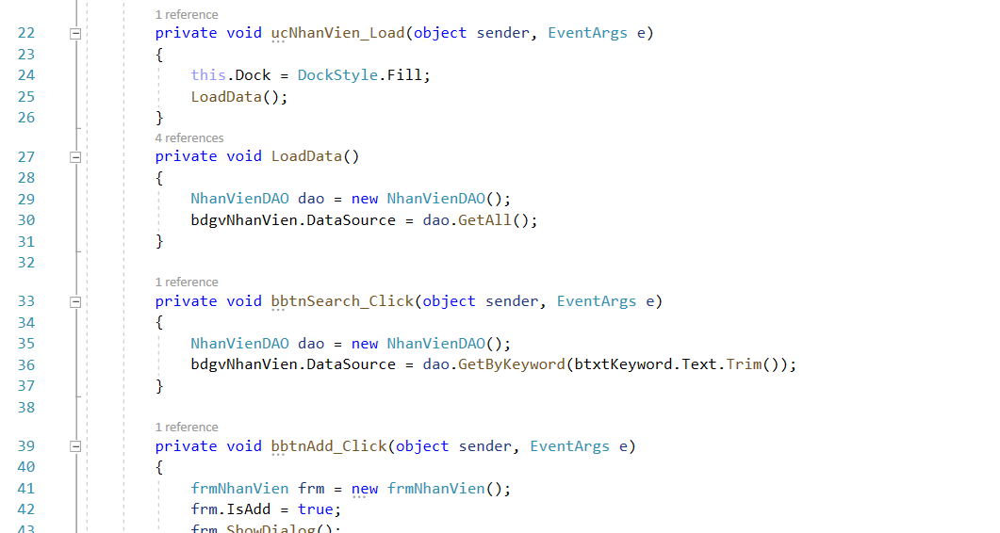 1 reference
22 private void ucNhanVien_Load(object sender, EventArgs e)
23 {
24 this.Dock = DockStyle.Fill;
25 LoadData();
26 }
4 references
27 private void LoadData()
28 {
29 NhanVienDAO dao = new NhanVienDAO();
30 bdgvNhanVien.DataSource = dao.GetAll();
31 }
32
1 reference
33 private void bbtnSearch_Click(object sender, EventArgs e)
34 {
35 NhanVienDAO dao = new NhanVienDAO();
36 bdgvNhanVien.DataSource = dao.GetByKeyword(btxtKeyword.Text.Trim());
37 }
38
1 reference
39 private void bbtnAdd_Click(object sender, EventArgs e)
40 {
41 frmNhanVien frm = new frmNhanVien();
42 frm.IsAdd = true;
43 frm.ShowDialog();